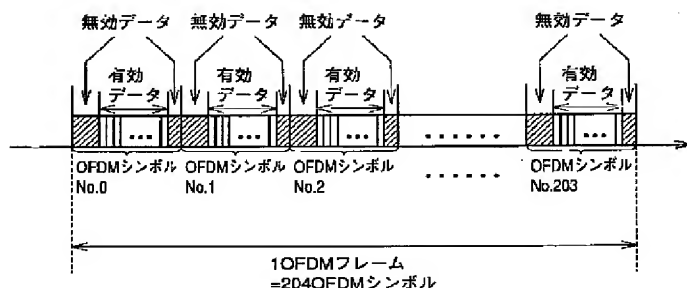 無効データ 無効データ 無効データ 無効データ
有効 有効 有効 有効
データ データ データ データ
... ... ... ...
OFDMシンボル OFDMシンボル OFDMシンボル ...... OFDMシンボル
No.0 No.1 No.2 ...... No.203
1OFDMフレーム
=204OFDMシンボル